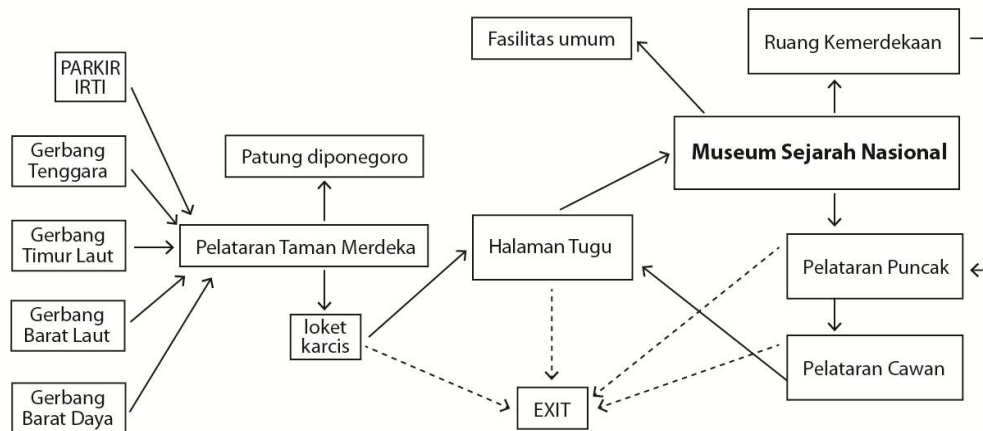 PARKIR
IRTI
Gerbang
Tenggara
Gerbang
Timur Laut
Gerbang
Barat Laut
Gerbang
Barat Daya
Patung diponegoro
Pelataran Taman Merdeka
loket
karcis
Fasilitas umum
Halaman Tugu
EXIT
Ruang Kemerdekaan
Museum Sejarah Nasional
Pelataran Puncak
Pelataran Cawan